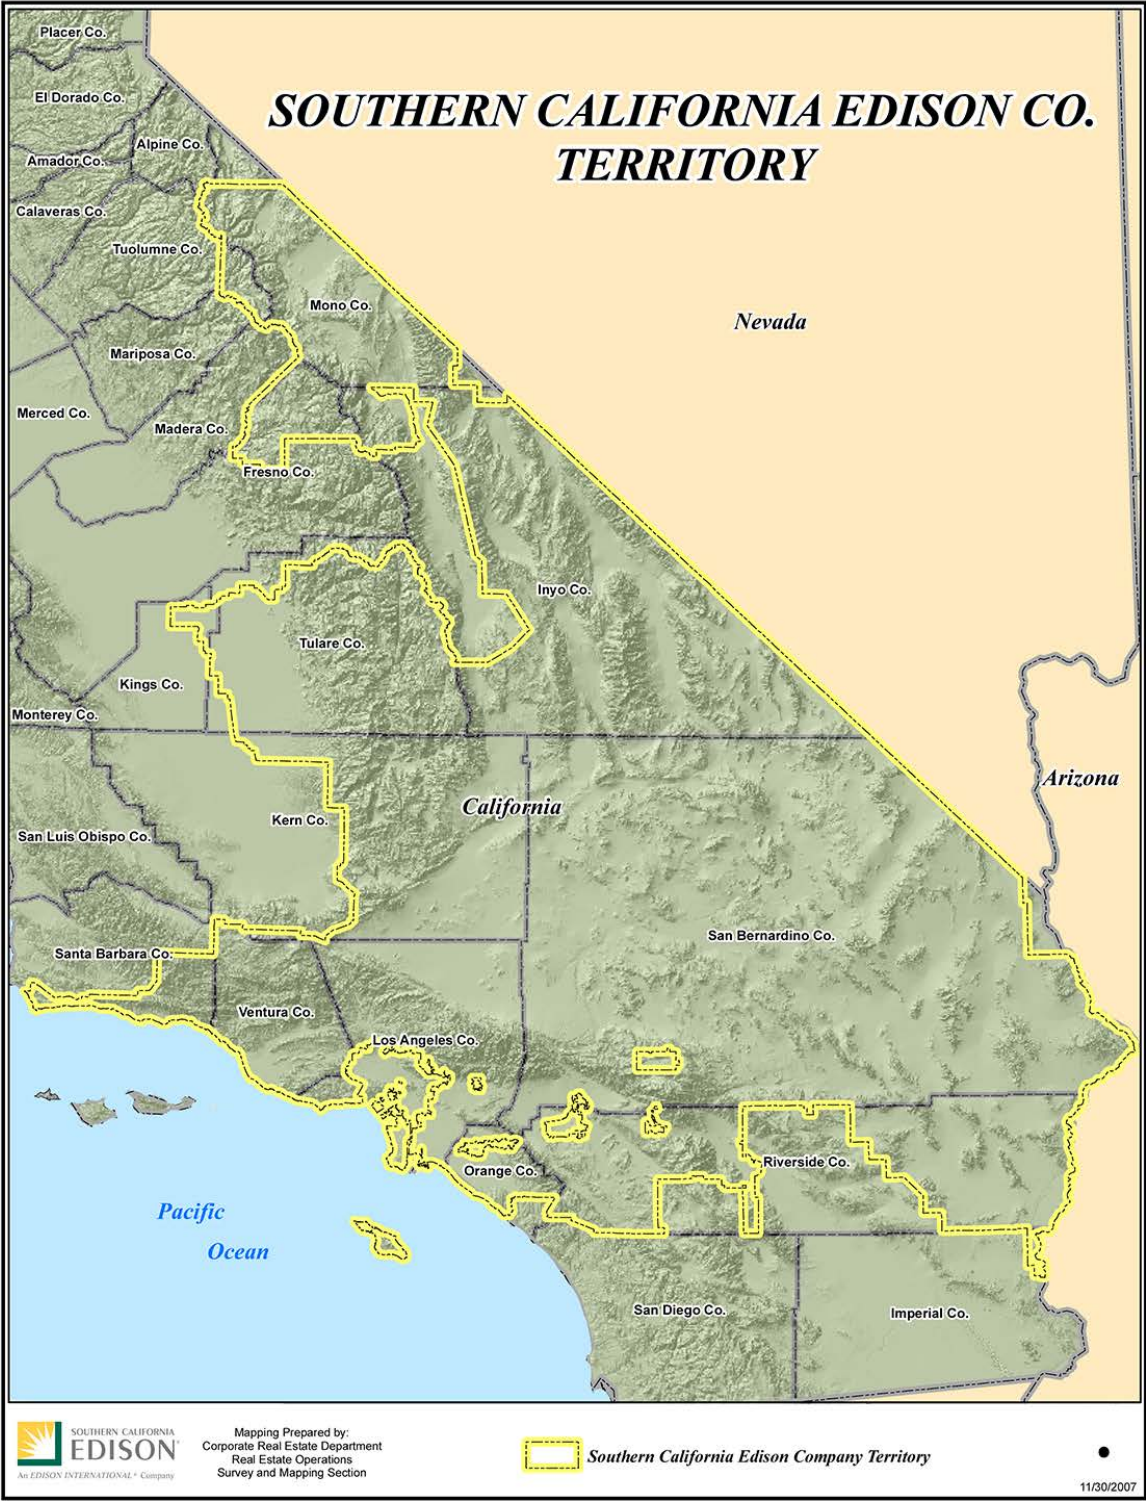 Placer Co.
SOUTHERN CALIFORNIA EDISON CO.
TERRITORY
El Dorado Co.
Alpine Co.
Amador Co.
Calaveras Co.
Tuolumne Co.
Mono Co.
Nevada
Mariposa Co.
Merced Co.
Madera Co.
Fresno Co.
Inyo Co.
Tulare Co.
Kings Co.
Monterey Co.
Arizona
California
Kern Co.
San Luis Obispo Co.
San Bernardino Co.
Santa Barbara Co.
Ventura Co.
Los Angeles Co.
Riverside Co.
Orange Co.
Pacific
Ocean
San Diego Co.
Imperial Co.
SOUTHERN CALIFORNIA
EDISON®
An EDISON INTERNATIONAL® Company
Mapping Prepared by:
Corporate Real Estate Department
Real Estate Operations
Survey and Mapping Section
Southern California Edison Company Territory
11/30/2007